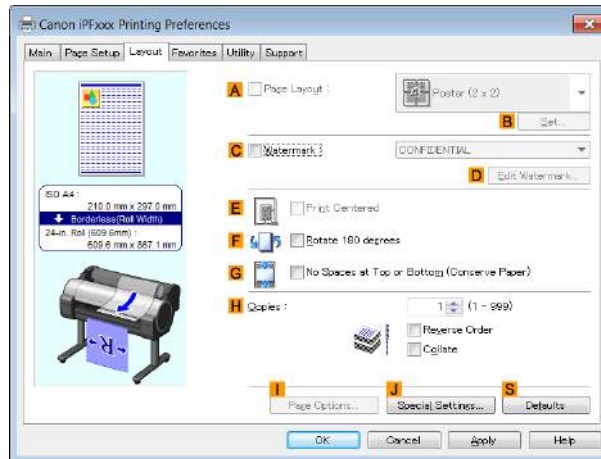 Canon iPFxxx Printing Preferences
Main Page Setup Layout Favorites Utility Support
A Page Layout :
Poster (2 x 2)
B Set...
C Watermark :
CONFIDENTIAL
D Edit Watermark...
ISO A4 :
210.0 mm x 297.0 mm
Borderless(Roll Width)
24-in. Roll (609.6mm) :
609.6 mm x 867.1 mm
E Print Centered
F Rotate 180 degrees
G No Spaces at Top or Bottom (Conserve Paper)
H Copies :
1 (1 - 999)
Reverse Order
Collate
R
I J S
Page Options... Special Settings... Defaults
OK Cancel Apply Help